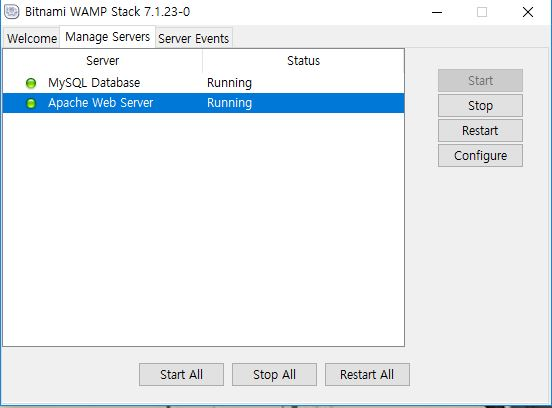 Bitnami WAMP Stack 7.1.23-0
Welcome Manage Servers Server Events
Server Status
MySQL Database Running
Apache Web Server Running
Start
Stop
Restart
Configure
Start All Stop All Restart All